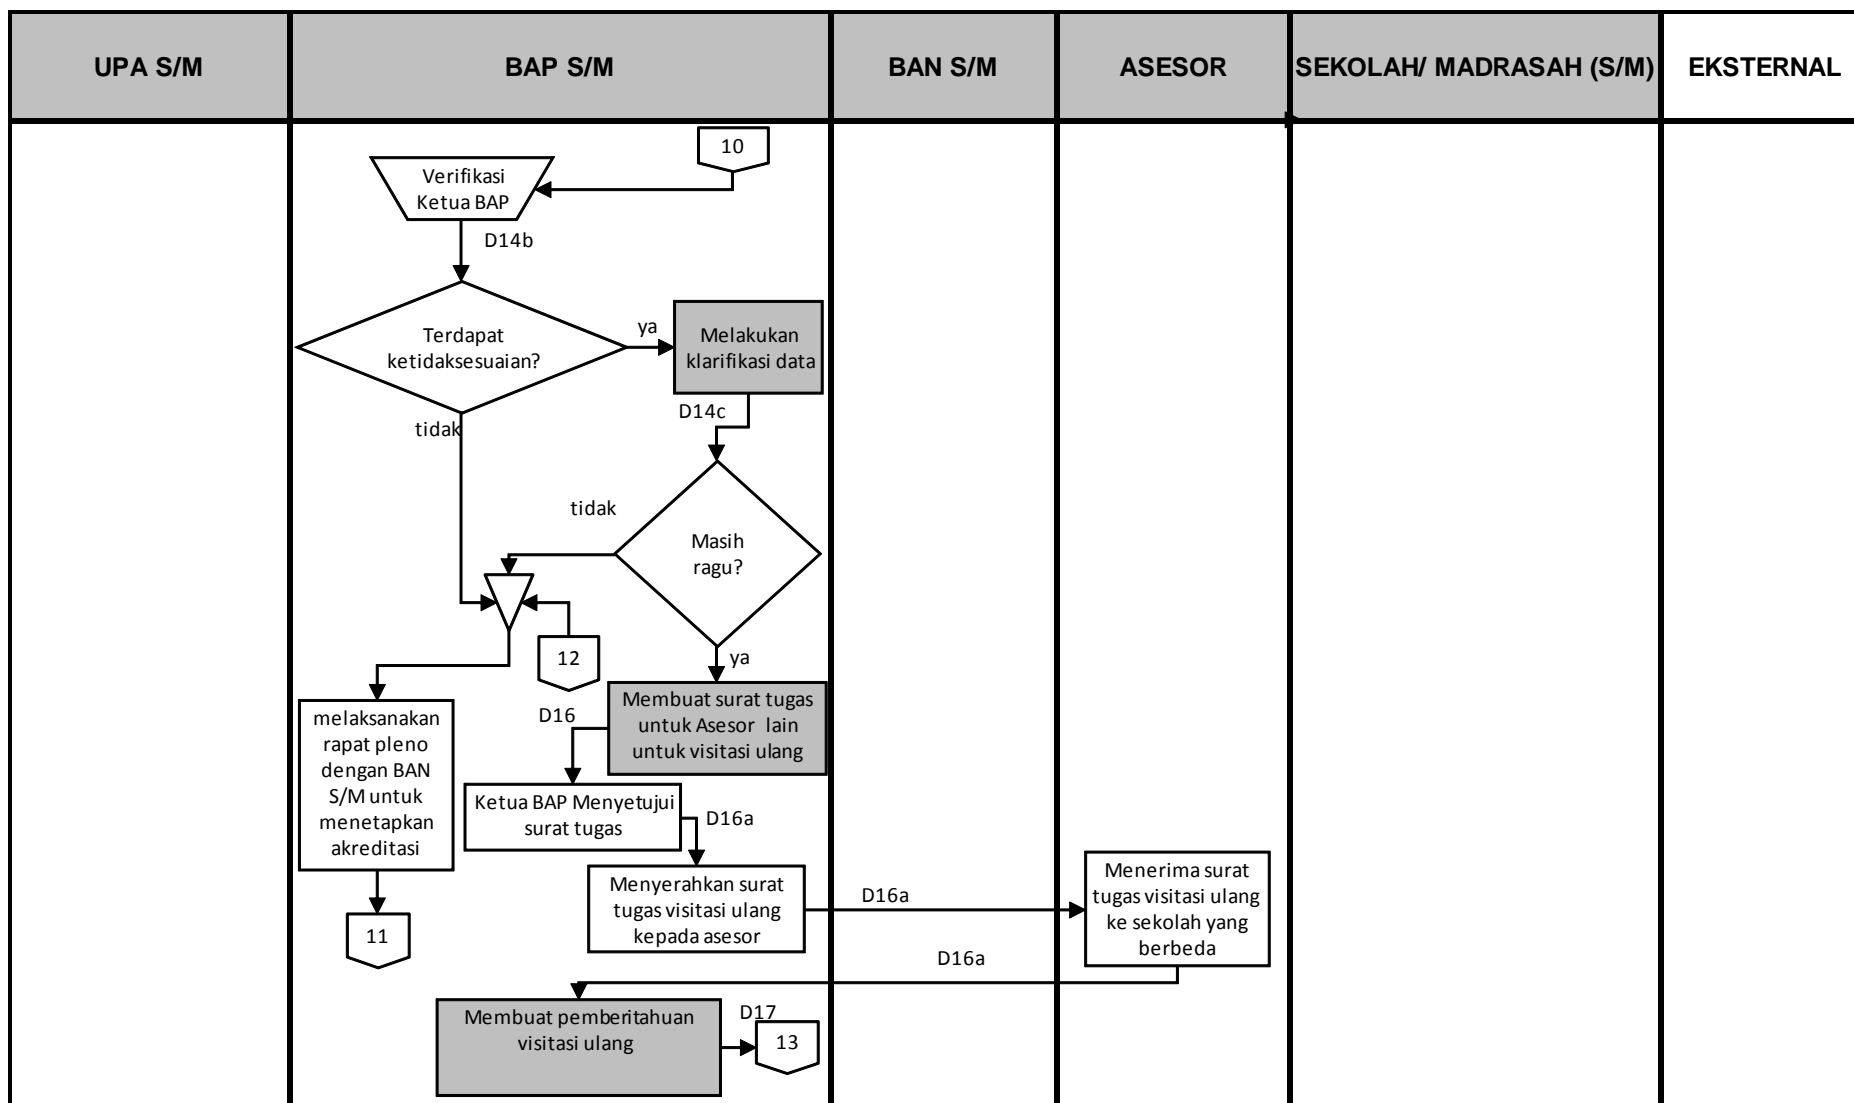 UPA S/M
BAP S/M
BAN S/M
ASESOR
SEKOLAH/ MADRASAH (S/M)
EKSTERNAL
10
Verifikasi
Ketua BAP
D14b
Terdapat
ketidaksesuaian?
ya
Melakukan
klarifikasi data
tidak
D14c
tidak
Masih
ragu?
12
ya
melaksanakan
rapat pleno
dengan BAN
S/M untuk
menetapkan
akreditasi
D16
Membuat surat tugas
untuk Asesor lain
untuk visitasi ulang
Ketua BAP Menyetujui
surat tugas
D16a
11
Menyerahkan surat
tugas visitasi ulang
kepada asesor
D16a
Menerima surat
tugas visitasi ulang
ke sekolah yang
berbeda
D16a
Membuat pemberitahuan
visitasi ulang
D17
13